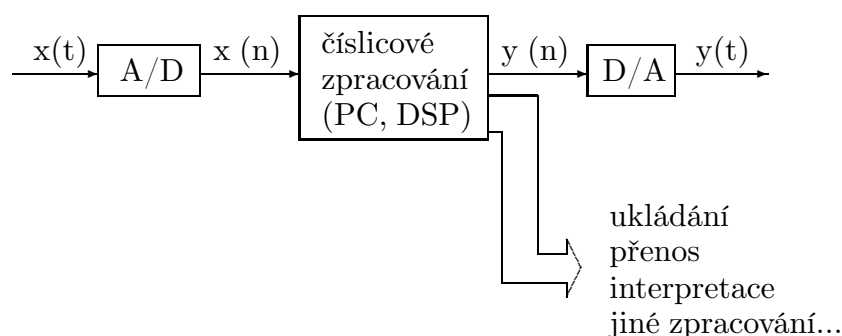 x(t)
A/D
x (n)
číslicové
zpracování
(PC, DSP)
y (n)
D/A
y(t)
ukládání
přenos
interpretace
jiné zpracování...